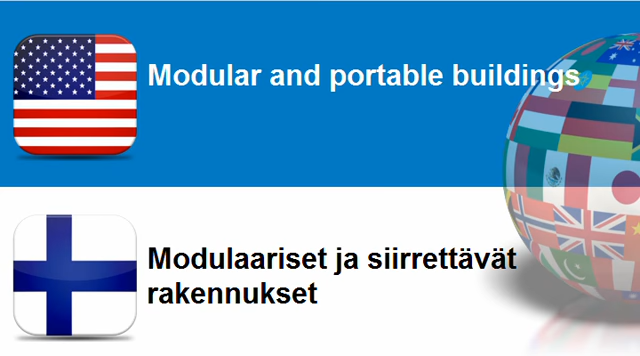 Modular and portable buildings
Modulaariset ja siirrettävät
rakennukset